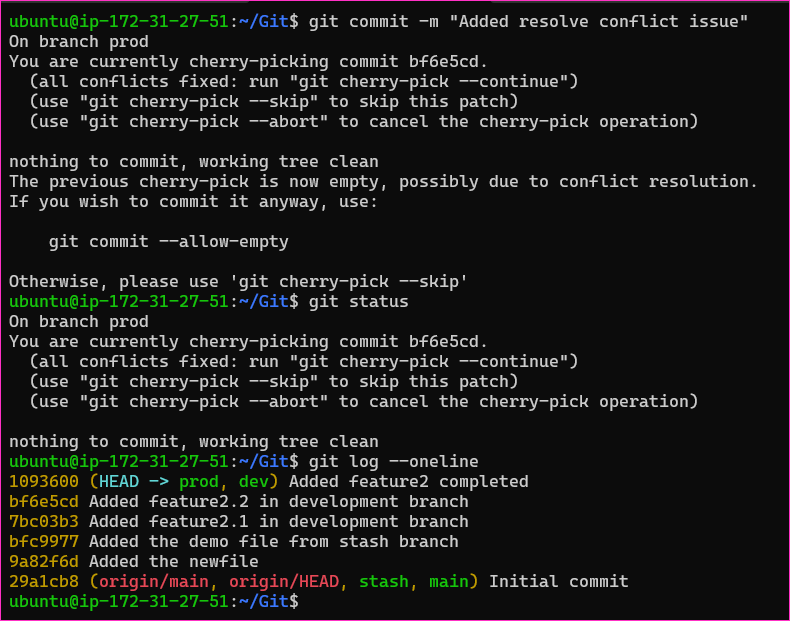 ubuntu@ip-172-31-27-51:~/Git$ git commit -m "Added resolve conflict issue"
On branch prod
You are currently cherry-picking commit bf6e5cd.
  (all conflicts fixed: run "git cherry-pick --continue")
  (use "git cherry-pick --skip" to skip this patch)
  (use "git cherry-pick --abort" to cancel the cherry-pick operation)

nothing to commit, working tree clean
The previous cherry-pick is now empty, possibly due to conflict resolution.
If you wish to commit it anyway, use:

    git commit --allow-empty

Otherwise, please use 'git cherry-pick --skip'
ubuntu@ip-172-31-27-51:~/Git$ git status
On branch prod
You are currently cherry-picking commit bf6e5cd.
  (all conflicts fixed: run "git cherry-pick --continue")
  (use "git cherry-pick --skip" to skip this patch)
  (use "git cherry-pick --abort" to cancel the cherry-pick operation)

nothing to commit, working tree clean
ubuntu@ip-172-31-27-51:~/Git$ git log --oneline
1093600 (HEAD -> prod, dev) Added feature2 completed
bf6e5cd Added feature2.2 in development branch
7bc03b3 Added feature2.1 in development branch
bfc9977 Added the demo file from stash branch
9a82f6d Added the newfile
29a1cb8 (origin/main, origin/HEAD, stash, main) Initial commit
ubuntu@ip-172-31-27-51:~/Git$